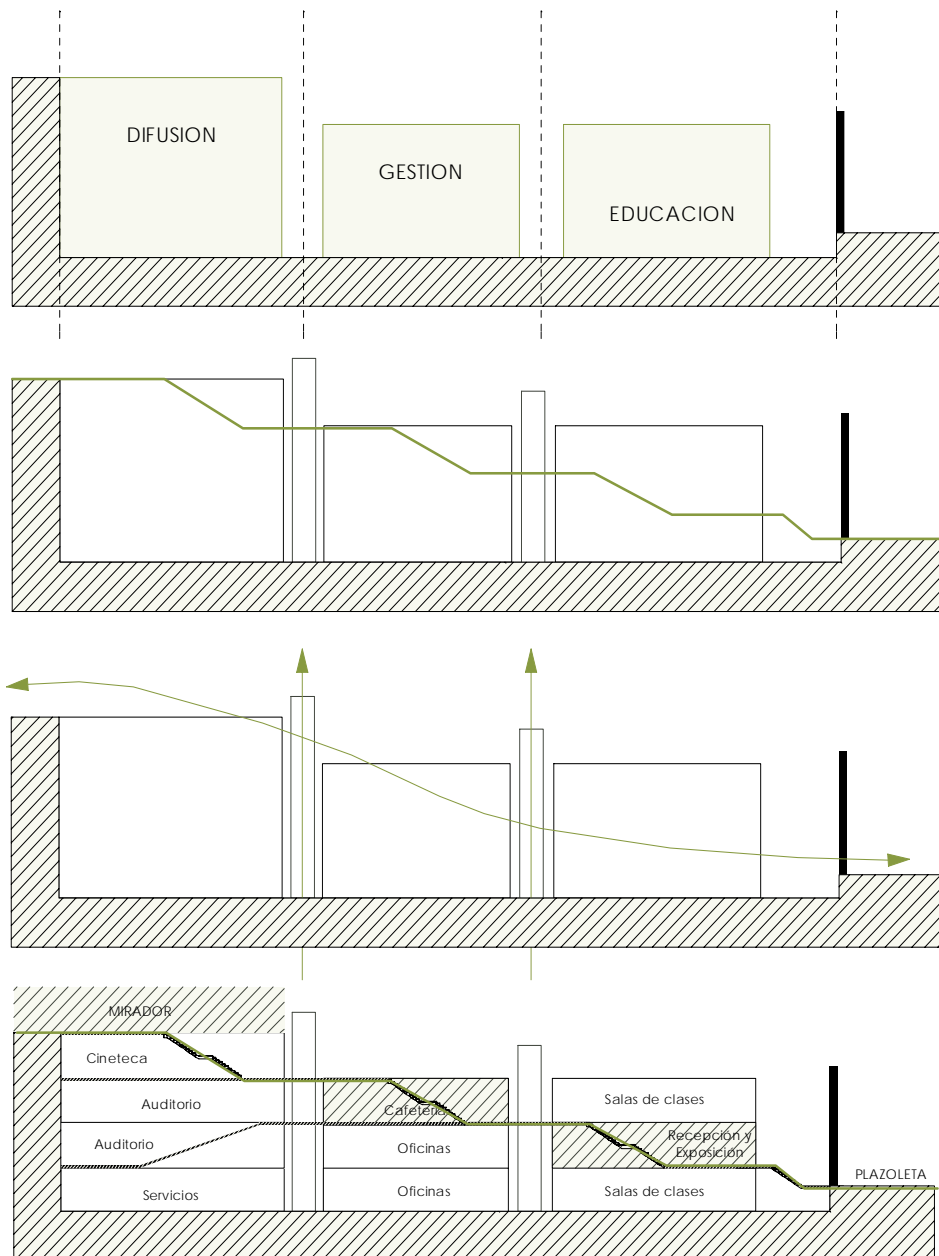 DIFUSION
GESTION
EDUCACION
MIRADOR
Cineteca
Auditorio
Cafetería
Salas de clases
Auditorio
Oficinas
Recepción y
Exposición
Servicios
Oficinas
Salas de clases
PLAZOLETA